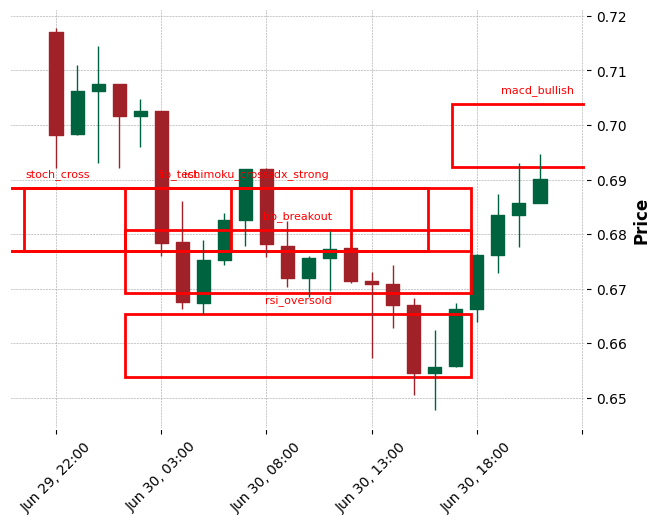 0.72
0.71
macd_bullish
0.70
0.69
stoch_cross
adx_strong
0.68
rsi_oversold
0.67
0.66
0.65
Price
Jun 29, 22:00
Jun 30, 03:00
Jun 30, 08:00
Jun 30, 13:00
Jun 30, 18:00